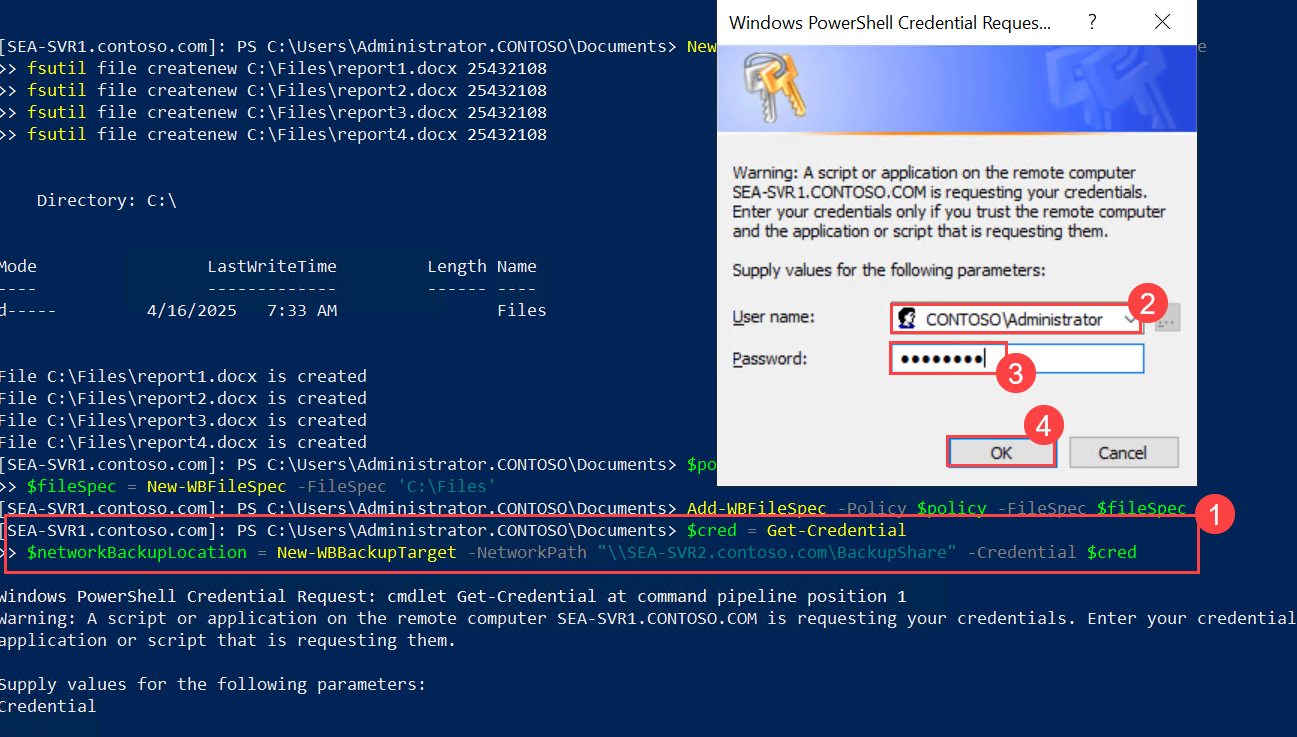 [SEA-SVR1.contoso.com]: PS C:\Users\Administrator.CONTOSO\Documents> New
>> fsutil file createnew C:\Files\report1.docx 25432108
>> fsutil file createnew C:\Files\report2.docx 25432108
>> fsutil file createnew C:\Files\report3.docx 25432108
>> fsutil file createnew C:\Files\report4.docx 25432108
Directory: C:\
Mode LastWriteTime Length Name
---- ------------- ------ ----
d----- 4/16/2025 7:33 AM Files
File C:\Files\report1.docx is created
File C:\Files\report2.docx is created
File C:\Files\report3.docx is created
File C:\Files\report4.docx is created
[SEA-SVR1.contoso.com]: PS C:\Users\Administrator.CONTOSO\Documents> $po
>> $fileSpec = New-WBFileSpec -FileSpec 'C:\Files'
[SEA-SVR1.contoso.com]: PS C:\Users\Administrator.CONTOSO\Documents> Add-WBFileSpec -Policy $policy -FileSpec $fileSpec
[SEA-SVR1.contoso.com]: PS C:\Users\Administrator.CONTOSO\Documents> $cred = Get-Credential
>> $networkBackupLocation = New-WBBackupTarget -NetworkPath "\\SEA-SVR2.contoso.com\BackupShare" -Credential $cred
1
Windows PowerShell Credential Request: cmdlet Get-Credential at command pipeline position 1
Warning: A script or application on the remote computer SEA-SVR1.CONTOSO.COM is requesting your credentials. Enter your credential
application or script that is requesting them.
Supply values for the following parameters:
Credential
Windows PowerShell Credential Reques... ?
e
Warning: A script or application on the remote computer
SEA-SVR1.CONTOSO.COM is requesting your credentials.
Enter your credentials only if you trust the remote computer
and the application or script that is requesting them.
Supply values for the following parameters:
User name: CONTOSO\Administrator ...
2
Password: ••••••••
3
4
OK Cancel